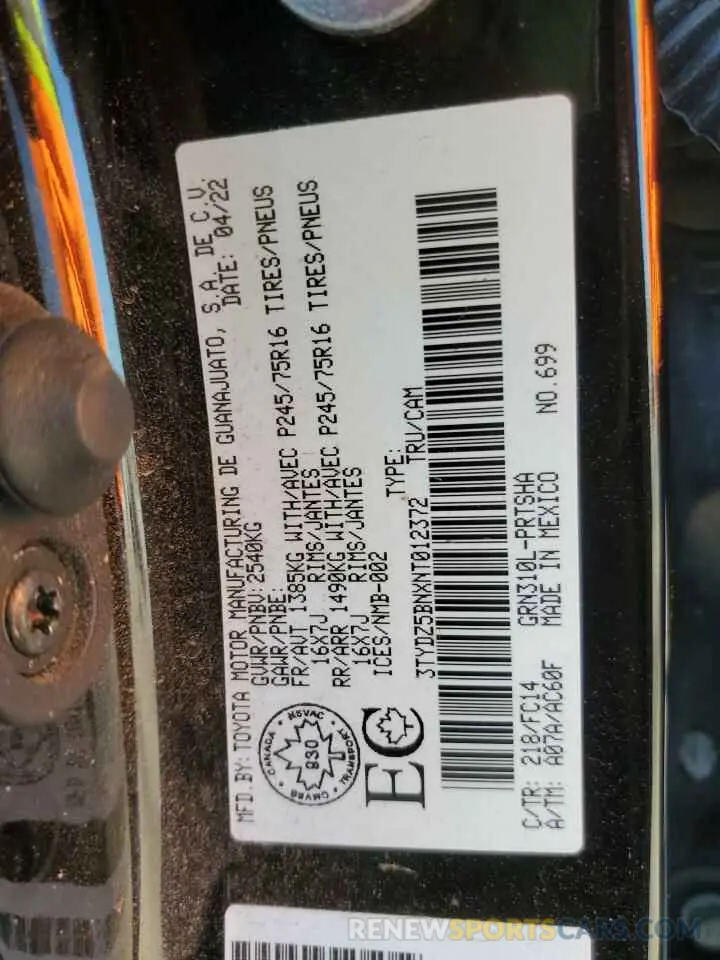 MFD.BY: TOYOTA MOTOR MANUFACTURING DE GUANAJUATO, S.A. DE C.V.
GVWR/PNBV: 2540KG DATE: 04/22
GAWR/PNBE:
FR/AVT 1385KG WITH/AVEC P245/75R16 TIRES/PNEUS
16X7J RIMS/JANTES
RR/ARR 1490KG WITH/AVEC P245/75R16 TIRES/PNEUS
16X7J RIMS/JANTES
ICES/NMB-002 TYPE:
3TYDZ5BNXNT012372 TRU/CAM
CANADA KSVAC
930
CMVSS TRANSPORT
EC
C/TR: 218/FC14 GRN310L-PRTSHA NO.699
A/TM: A07A/AC60F MADE IN MEXICO
RENEWSPORTSCARS.COM